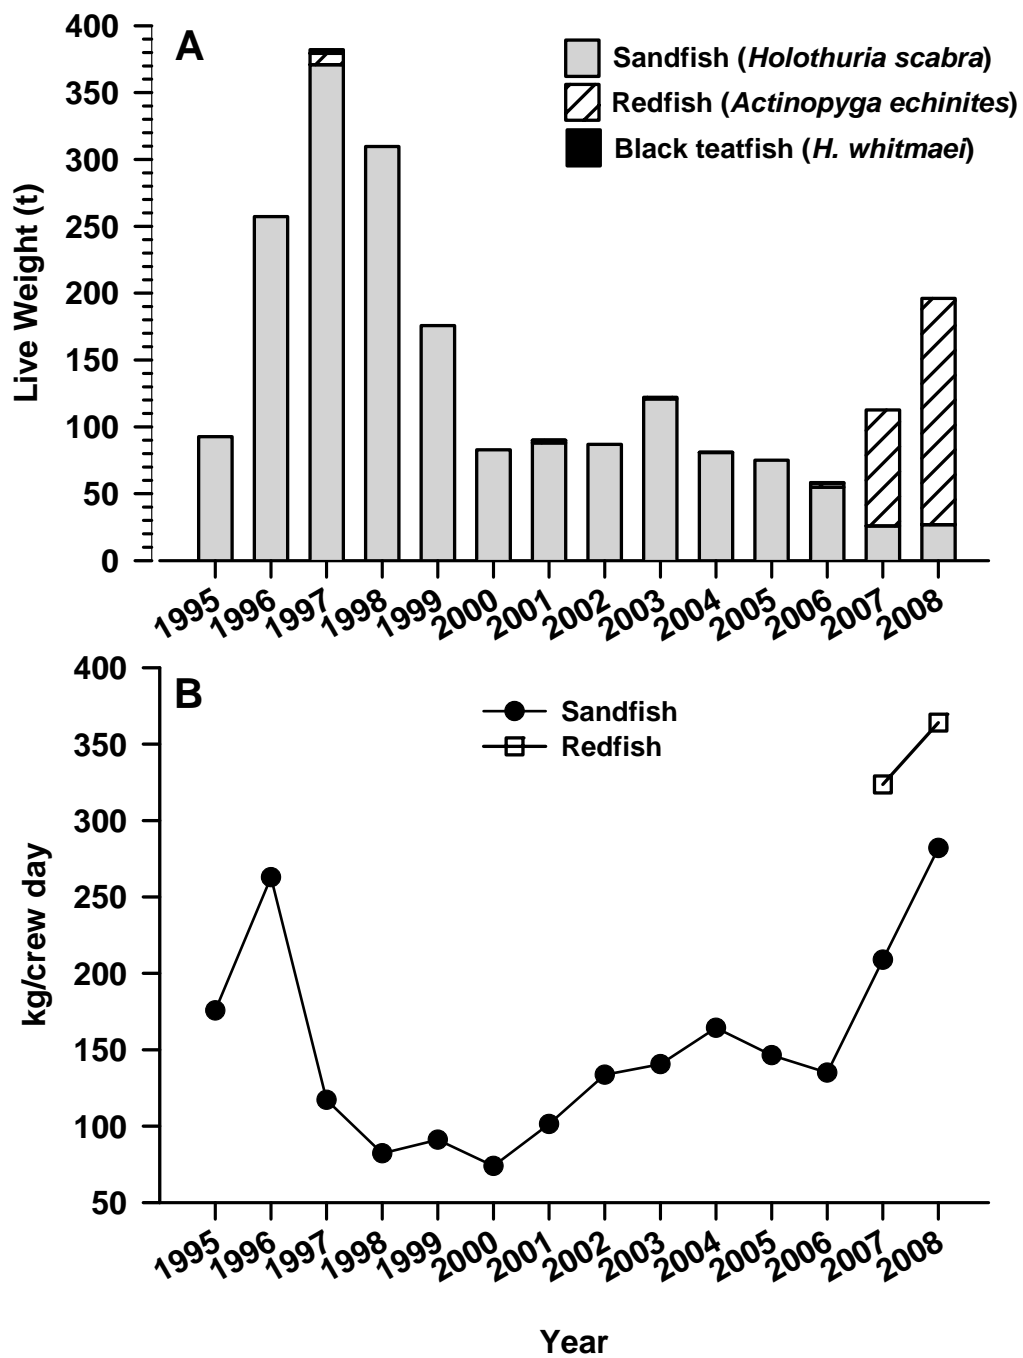 A
Sandfish (Holothuria scabra)
Redfish (Actinopyga echinites)
Black teatfish (H. whitmaei)
Live Weight (t)
400
350
300
250
200
150
100
50
0
1995 1996 1997 1998 1999 2000 2001 2002 2003 2004 2005 2006 2007 2008
B
Sandfish
Redfish
kg/crew day
400
350
300
250
200
150
100
50
1995 1996 1997 1998 1999 2000 2001 2002 2003 2004 2005 2006 2007 2008
Year